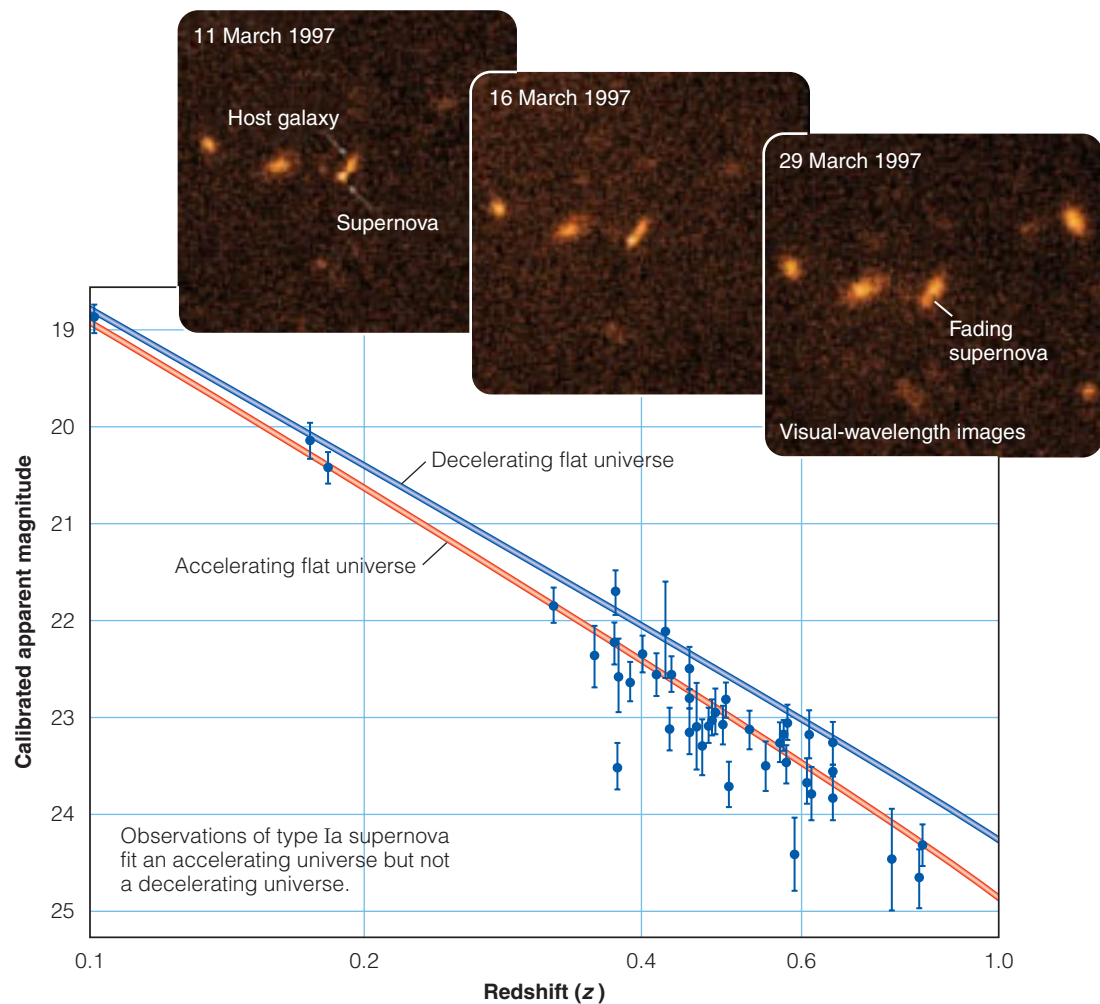 11 March 1997
Host galaxy
Supernova
16 March 1997
29 March 1997
Fading
supernova
Visual-wavelength images
Calibrated apparent magnitude
19
20
21
22
23
24
25
Decelerating flat universe
Accelerating flat universe
Observations of type Ia supernova
fit an accelerating universe but not
a decelerating universe.
0.1
0.2
0.4
0.6
1.0
Redshift (z)